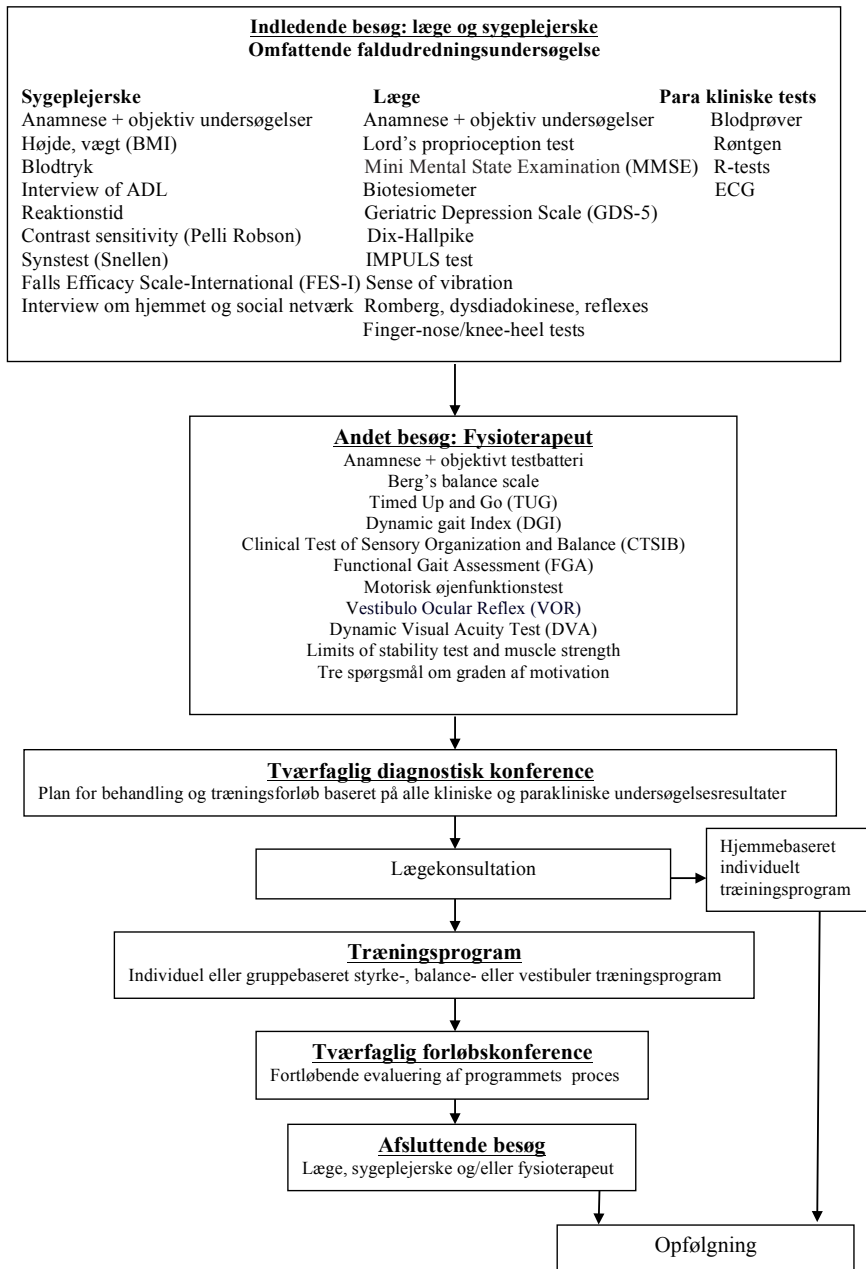 Indledende besøg: læge og sygeplejerske
Omfattende faldudredningsundersøgelse
Sygeplejerske Læge Para kliniske tests
Anamnese + objektiv undersøgelser Anamnese + objektiv undersøgelser Blodprøver
Højde, vægt (BMI) Lord's proprioception test Røntgen
Blodtryk Mini Mental State Examination (MMSE) R-tests
Interview of ADL Biotesiometer ECG
Reaktionstid Geriatric Depression Scale (GDS-5)
Contrast sensitivity (Pelli Robson) Dix-Hallpike
Synstest (Snellen) IMPULS test
Falls Efficacy Scale-International (FES-I) Sense of vibration
Interview om hjemmet og social netværk Romberg, dysdiadokinese, reflexes
Finger-nose/knee-heel tests
Andet besøg: Fysioterapeut
Anamnese + objektivt testbatteri
Berg's balance scale
Timed Up and Go (TUG)
Dynamic gait Index (DGI)
Clinical Test of Sensory Organization and Balance (CTSIB)
Functional Gait Assessment (FGA)
Motorisk øjenfunktionstest
Vestibulo Ocular Reflex (VOR)
Dynamic Visual Acuity Test (DVA)
Limits of stability test and muscle strength
Tre spørgsmål om graden af motivation
Tværfaglig diagnostisk konference
Plan for behandling og træningsforløb baseret på alle kliniske og parakliniske undersøgelsesresultater
Lægekonsultation
Hjemmebaseret
individuelt
træiningsprogram
Træningsprogram
Individuel eller gruppebaseret styrke-, balance- eller vestibuler træningsprogram
Tværfaglig forløbskonference
Fortløbende evaluering af programmets proces
Afsluttende besøg
Læge, sygeplejerske og/eller fysioterapeut
Opfølgning